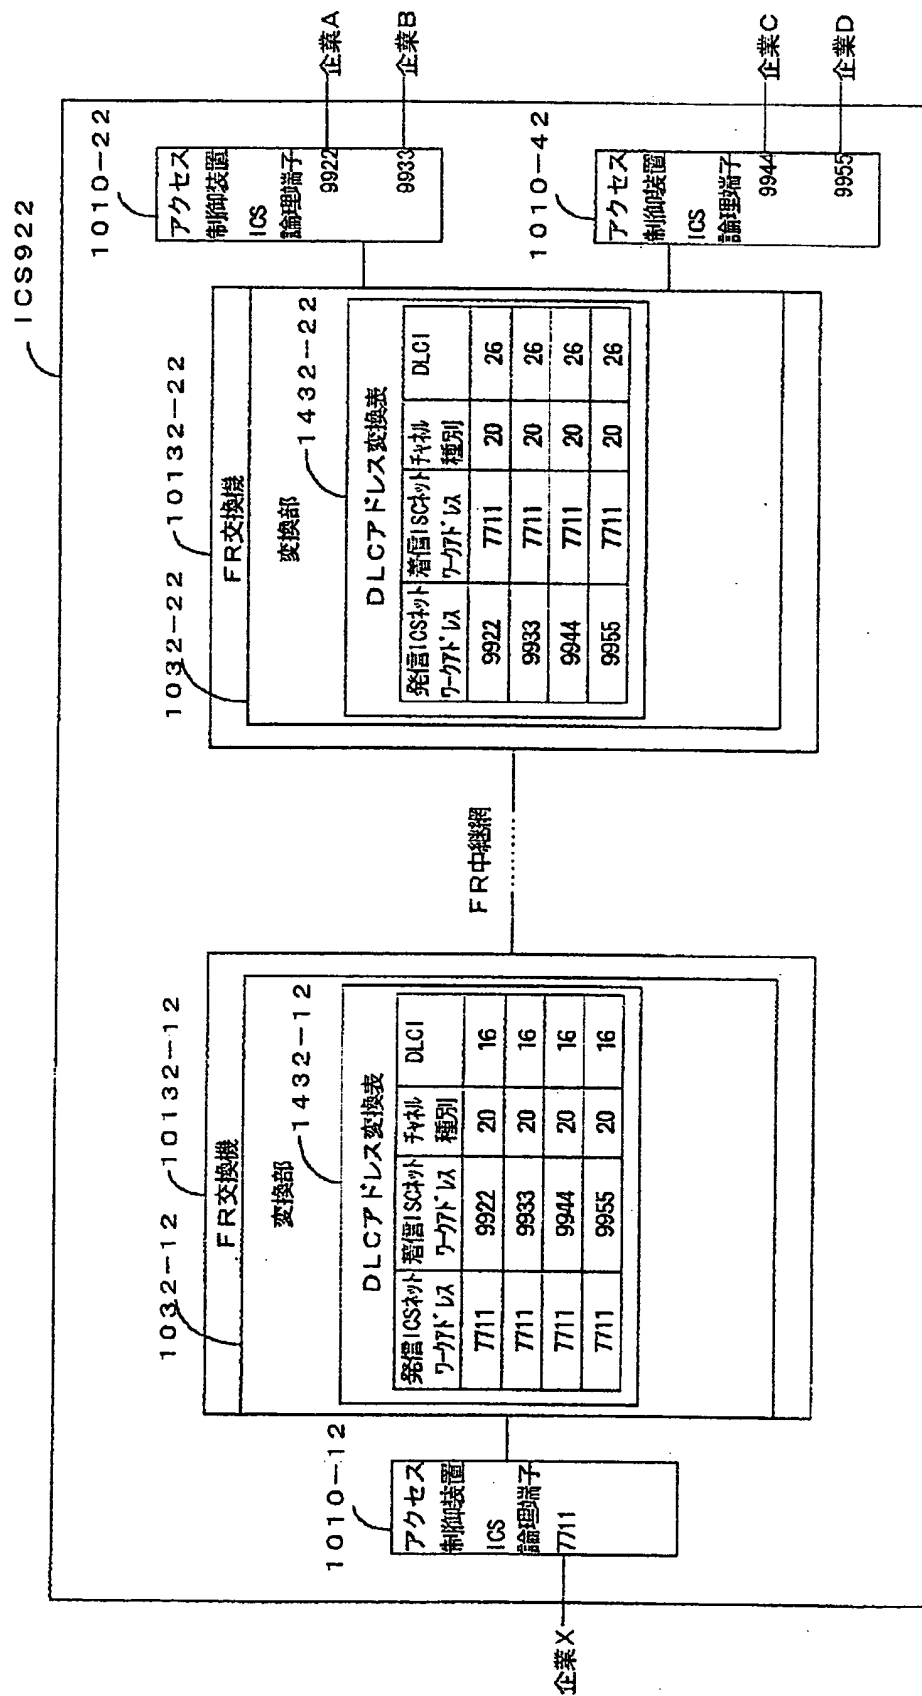 ICS922
1010-12
アクセス
制御装置
ICS
論理端子
7711
企業X
1032-12
10132-12
FR交換機
変換部
1432-12
DLCアドレス変換表
発信ICSネットワークアドレス 着信ISCネットワークアドレス チャネル種別 DLCI
7711 9922 20 16
7711 9933 20 16
7711 9944 20 16
7711 9955 20 16
FR中継網
1032-22
10132-22
FR交換機
変換部
1432-22
DLCアドレス変換表
発信ICSネットワークアドレス 着信ISCネットワークアドレス チャネル種別 DLCI
9922 7711 20 26
9933 7711 20 26
9944 7711 20 26
9955 7711 20 26
1010-22
アクセス
制御装置
ICS
論理端子
9922
9933
企業A
企業B
1010-42
アクセス
制御装置
ICS
論理端子
9944
9955
企業C
企業D